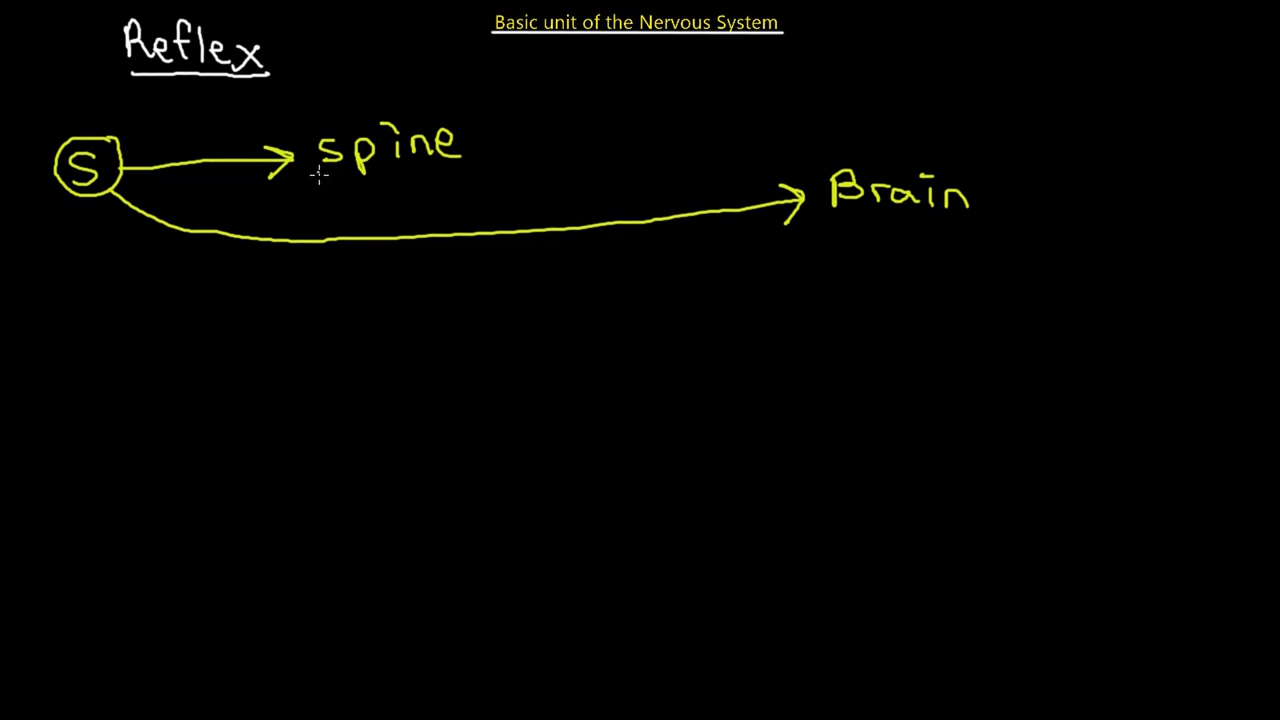 Basic unit of the Nervous System
Reflex
S
spine
Brain